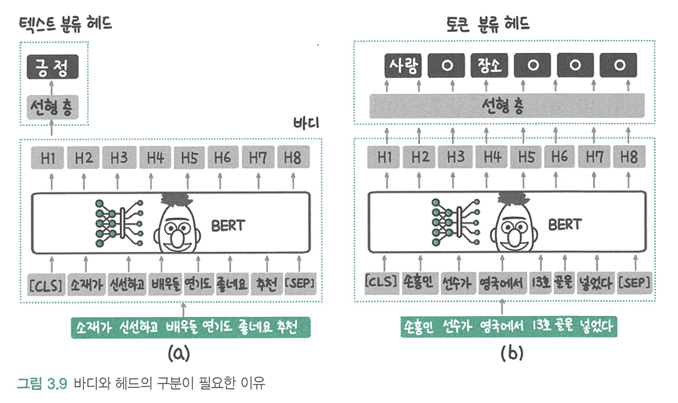 텍스트 분류 헤드
긍정
선형 층
바디
H1 H2 H3 H4 H5 H6 H7 H8
BERT
[CLS] 소재가 신선하고 배우들 연기도 좋네요 추천 [SEP]
소재가 신선하고 배우들 연기도 좋네요 추천
(a)
토큰 분류 헤드
사람 O 장소 O O O
선형 층
H1 H2 H3 H4 H5 H6 H7 H8
BERT
[CLS] 손흥민 선수가 영국에서 13호 골을 넣었다 [SEP]
손흥민 선수가 영국에서 13호 골을 넣었다
(b)
그림 3.9 바디와 헤드의 구분이 필요한 이유